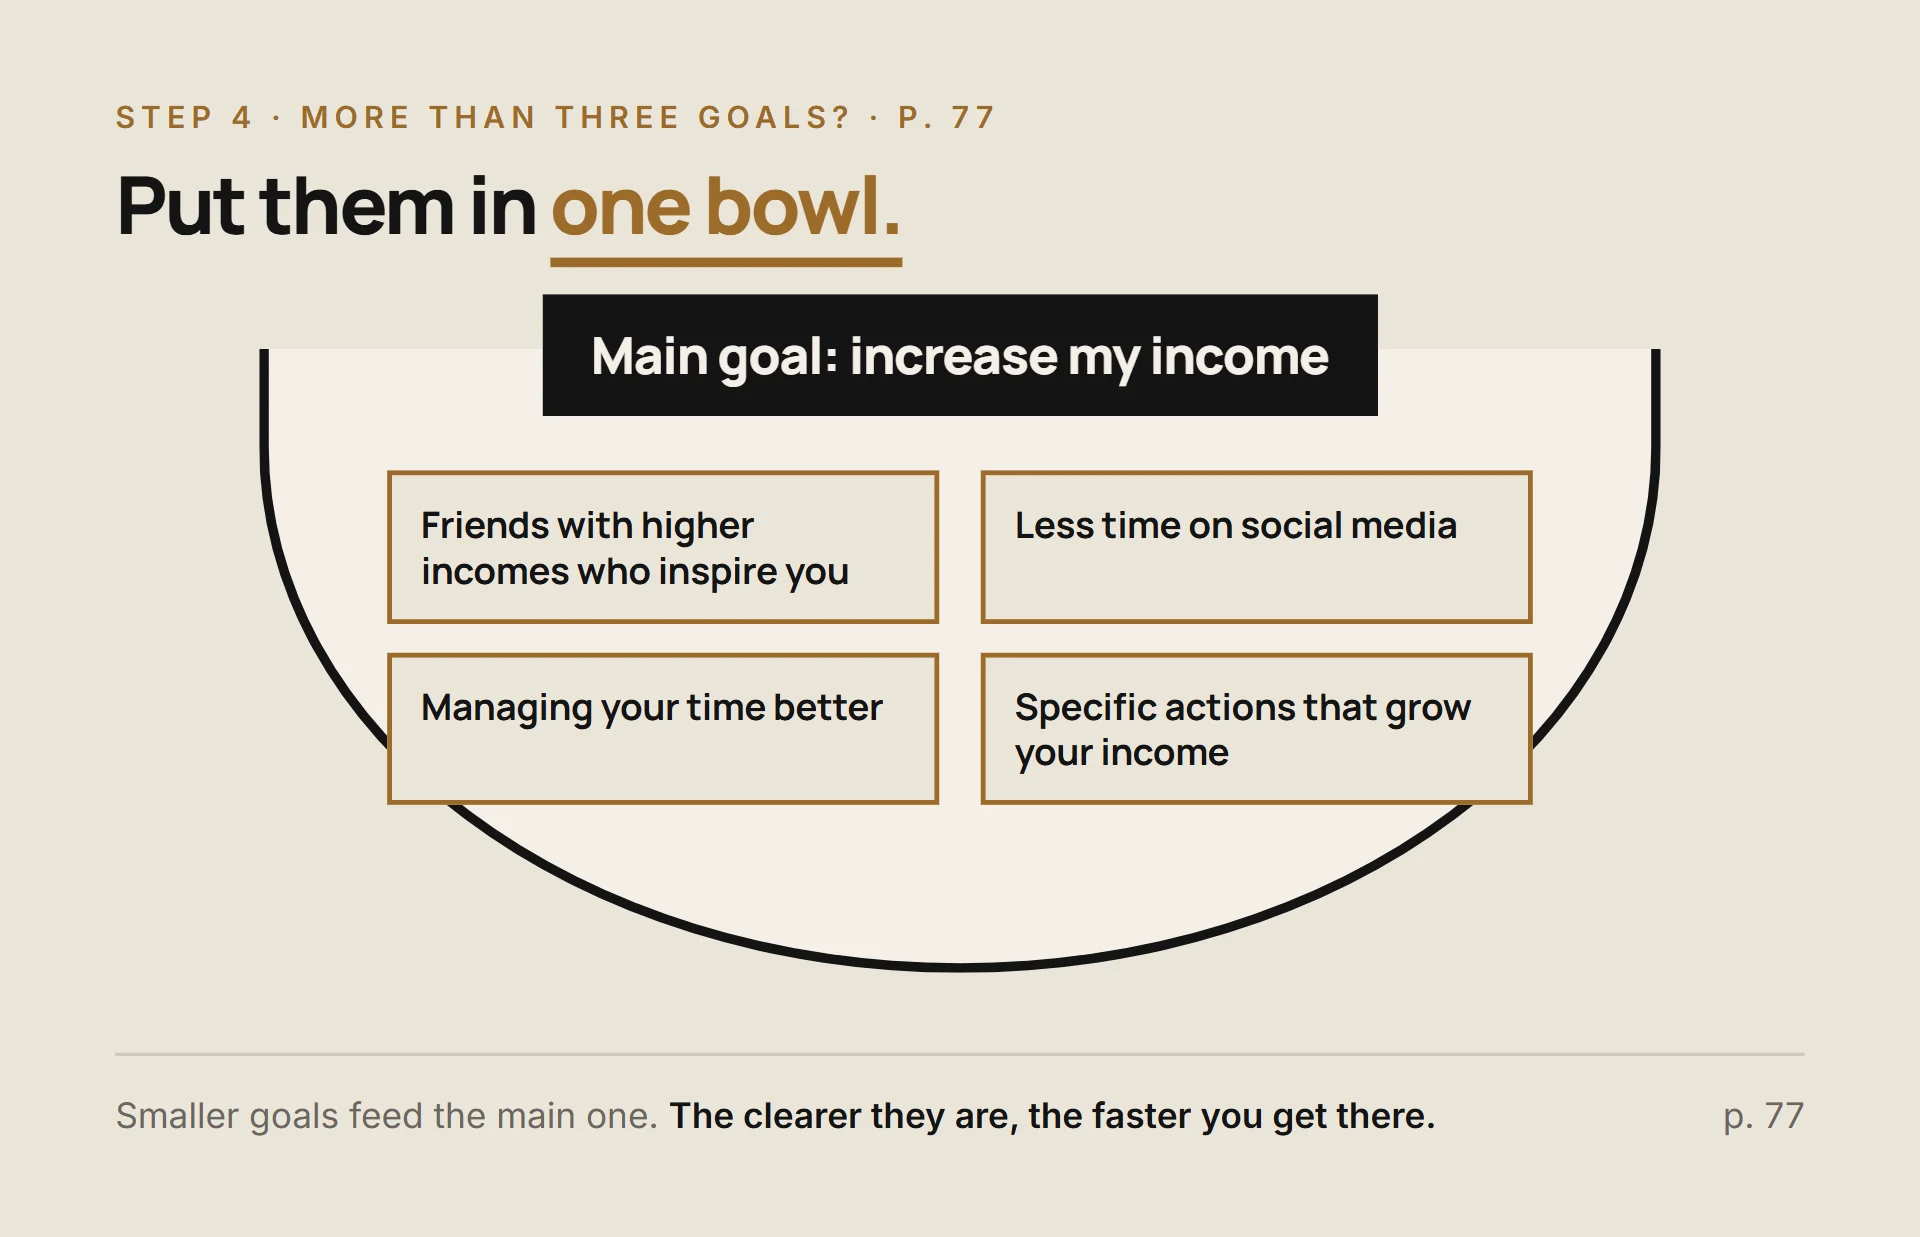 STEP 4 · MORE THAN THREE GOALS? · P. 77
Put them in one bowl.
Main goal: increase my income
Friends with higher
incomes who inspire you
Less time on social media
Managing your time better
Specific actions that grow
your income
Smaller goals feed the main one. The clearer they are, the faster you get there.
p. 77